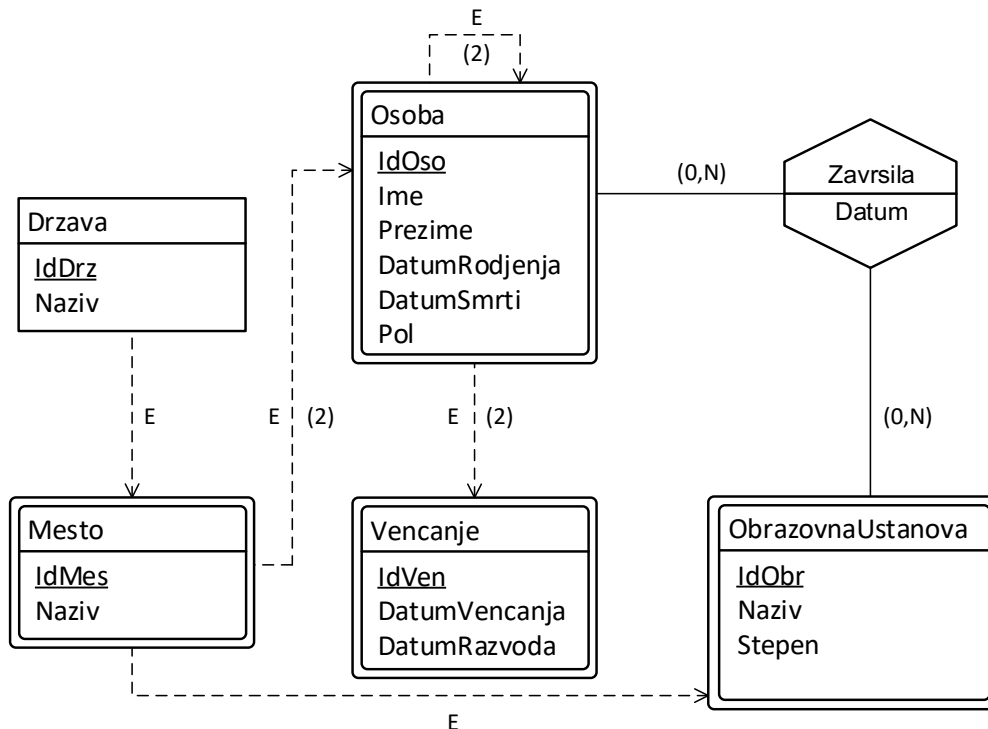 E
(2)
Osoba
IdOso
Ime
Prezime
DatumRodjenja
DatumSmrti
Pol
(0,N)
Zavrsila
Datum
Drzava
IdDrz
Naziv
E
E (2)
E (2)
(0,N)
Mesto
IdMes
Naziv
Vencanje
IdVen
DatumVencanja
DatumRazvoda
ObrazovnaUstanova
IdObr
Naziv
Stepen
E